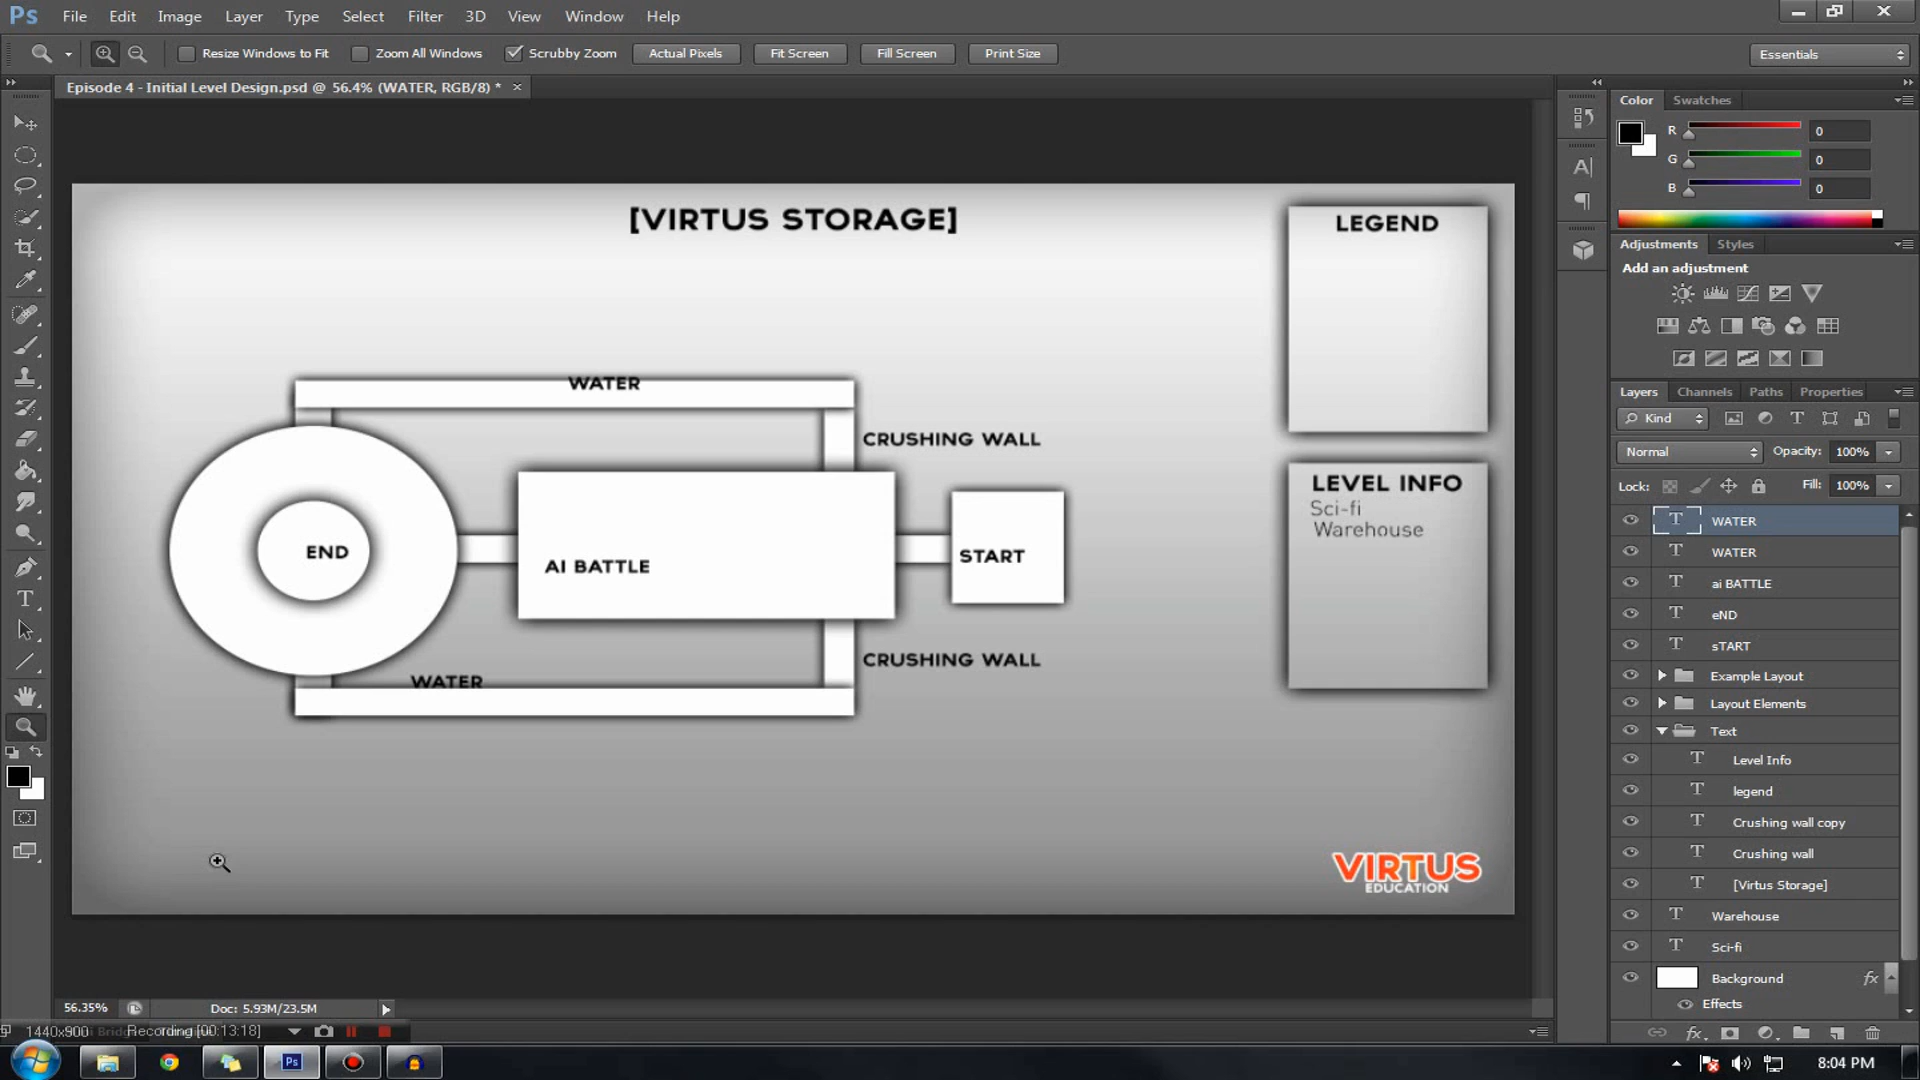 Ps File Edit Image Layer Type Select Filter 3D View Window Help
Resize Windows to Fit Zoom All Windows Scrubby Zoom Actual Pixels Fit Screen Fill Screen Print Size Essentials
Episode 4 - Initial Level Design.psd @ 56.4% (WATER, RGB/8) *
Color Swatches
R 0
G 0
B 0
Adjustments Styles
Add an adjustment
Layers Channels Paths Properties
Kind
Normal Opacity: 100%
Lock: Fill: 100%
WATER
WATER
ai BATTLE
eND
sTART
Example Layout
Layout Elements
Text
Level Info
legend
Crushing wall copy
Crushing wall
[Virtus Storage]
Warehouse
Sci-fi
Background fx
Effects
[VIRTUS STORAGE]
LEGEND
WATER
CRUSHING WALL
LEVEL INFO
Sci-fi
Warehouse
END
AI BATTLE
START
CRUSHING WALL
WATER
VIRTUS
EDUCATION
56.35% Doc: 5.93M/23.5M
1440x900 Recording [00:13:18]
Ps
8:04 PM